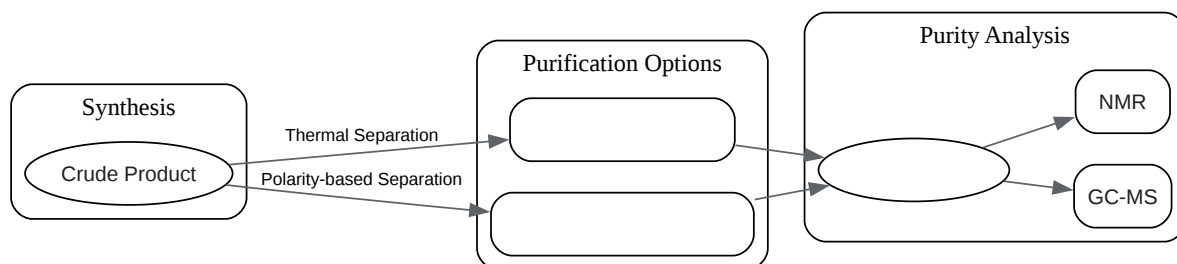 Synthesis
Crude Product
Thermal Separation
Polarity-based Separation
Purification Options
Purity Analysis
NMR
GC-MS